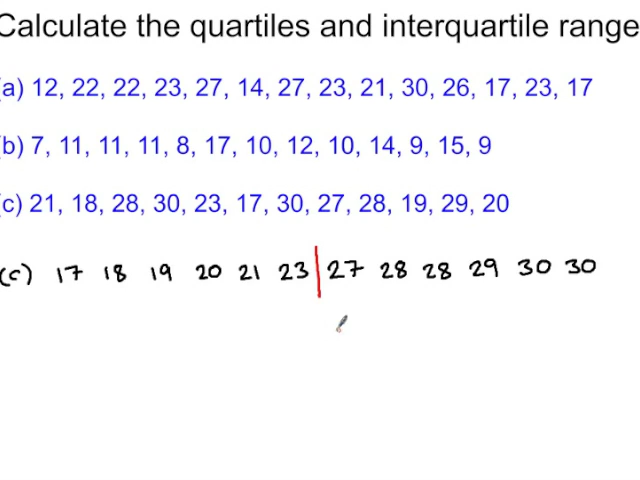 Calculate the quartiles and interquartile range
(a) 12, 22, 22, 23, 27, 14, 27, 23, 21, 30, 26, 17, 23, 17
(b) 7, 11, 11, 11, 8, 17, 10, 12, 10, 14, 9, 15, 9
(c) 21, 18, 28, 30, 23, 17, 30, 27, 28, 19, 29, 20
(c) 17 18 19 20 21 23 | 27 28 28 29 30 30